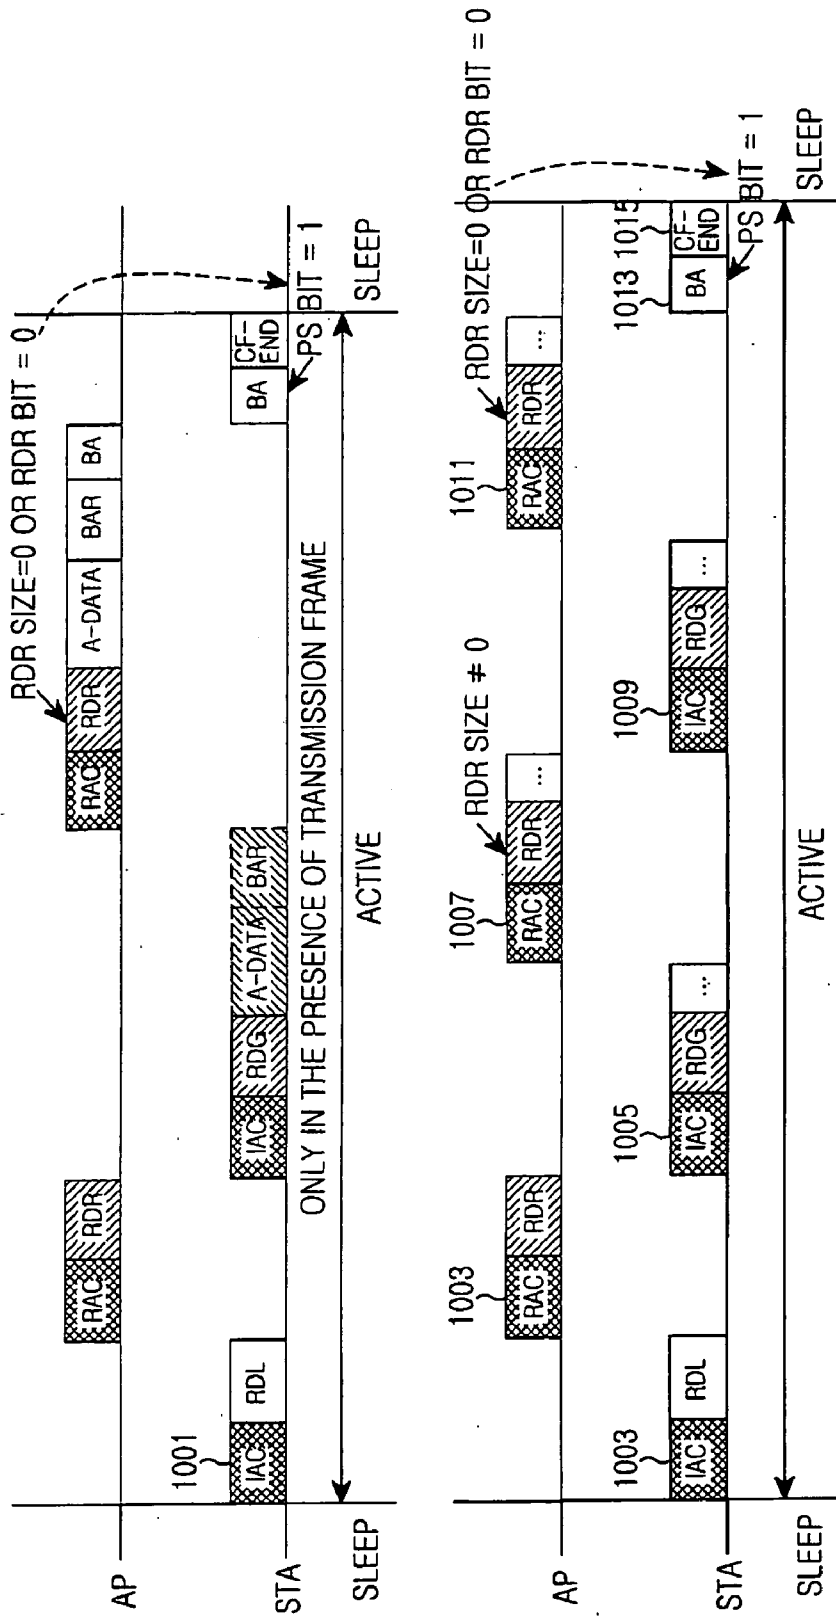 RDR SIZE=0 OR RDR BIT = 0
AP
RAC
RDR
RAC
RDR
A-DATA
BAR
BA
1001
STA
IAC
RDL
IAC
RDG
A-DATA
BAR
BA
CF-
END
PS BIT = 1
ONLY IN THE PRESENCE OF TRANSMISSION FRAME
SLEEP
ACTIVE
SLEEP
RDR SIZE=0 OR RDR BIT = 0
RDR SIZE ≠ 0
1003
1007
1011
AP
RAC
RDR
RAC
RDR
...
RAC
RDR
...
1003
1005
1009
1013
1015
STA
IAC
RDL
IAC
RDG
...
IAC
RDG
...
BA
CF-
END
PS BIT = 1
SLEEP
ACTIVE
SLEEP